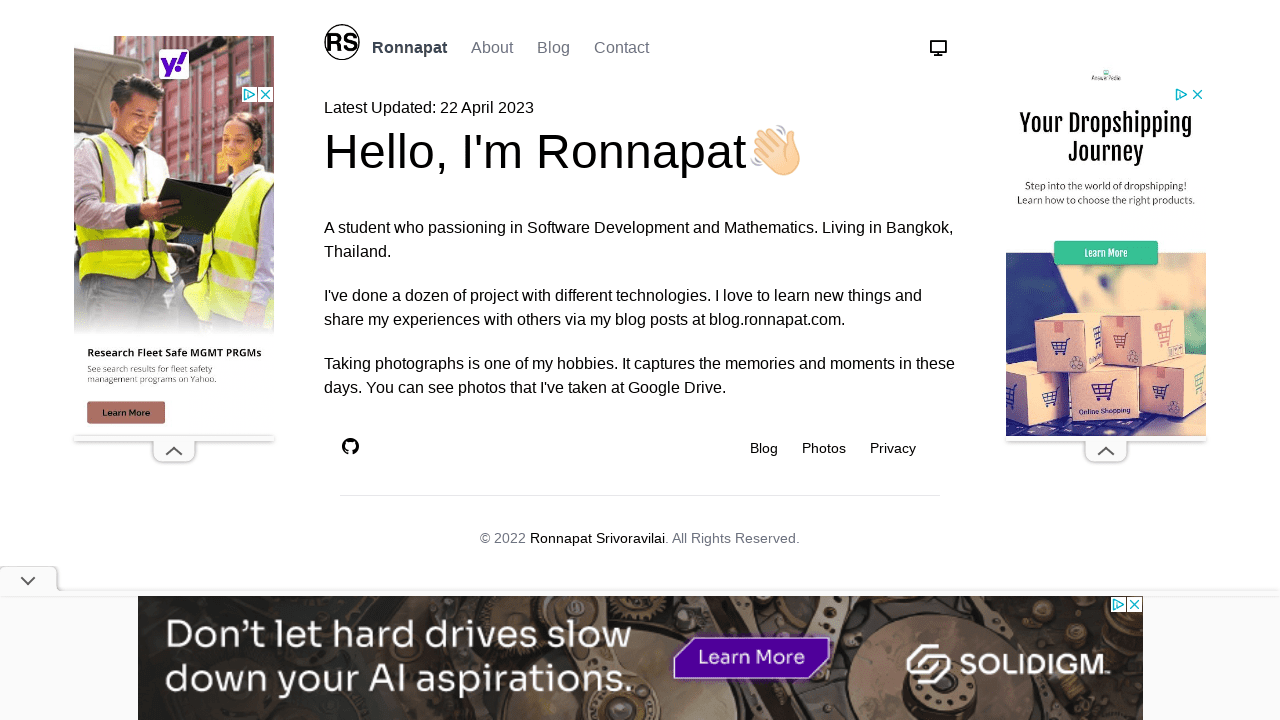 RS
Ronnapat
About
Blog
Contact
Latest Updated: 22 April 2023
Hello, I'm Ronnapat👋🏻
A student who passioning in Software Development and Mathematics. Living in Bangkok,
Thailand.
I've done a dozen of project with different technologies. I love to learn new things and
share my experiences with others via my blog posts at blog.ronnapat.com.
Taking photographs is one of my hobbies. It captures the memories and moments in these
days. You can see photos that I've taken at Google Drive.
Blog
Photos
Privacy
© 2022 Ronnapat Srivoravilai. All Rights Reserved.
y!
Research Fleet Safe MGMT PRGMs
See search results for fleet safety
management programs on Yahoo.
Learn More
Your Dropshipping
Journey
Step into the world of dropshipping!
Learn how to choose the right products.
Learn More
Online Shopping
Don't let hard drives slow
down your AI aspirations.
Learn More
SOLIDIGM